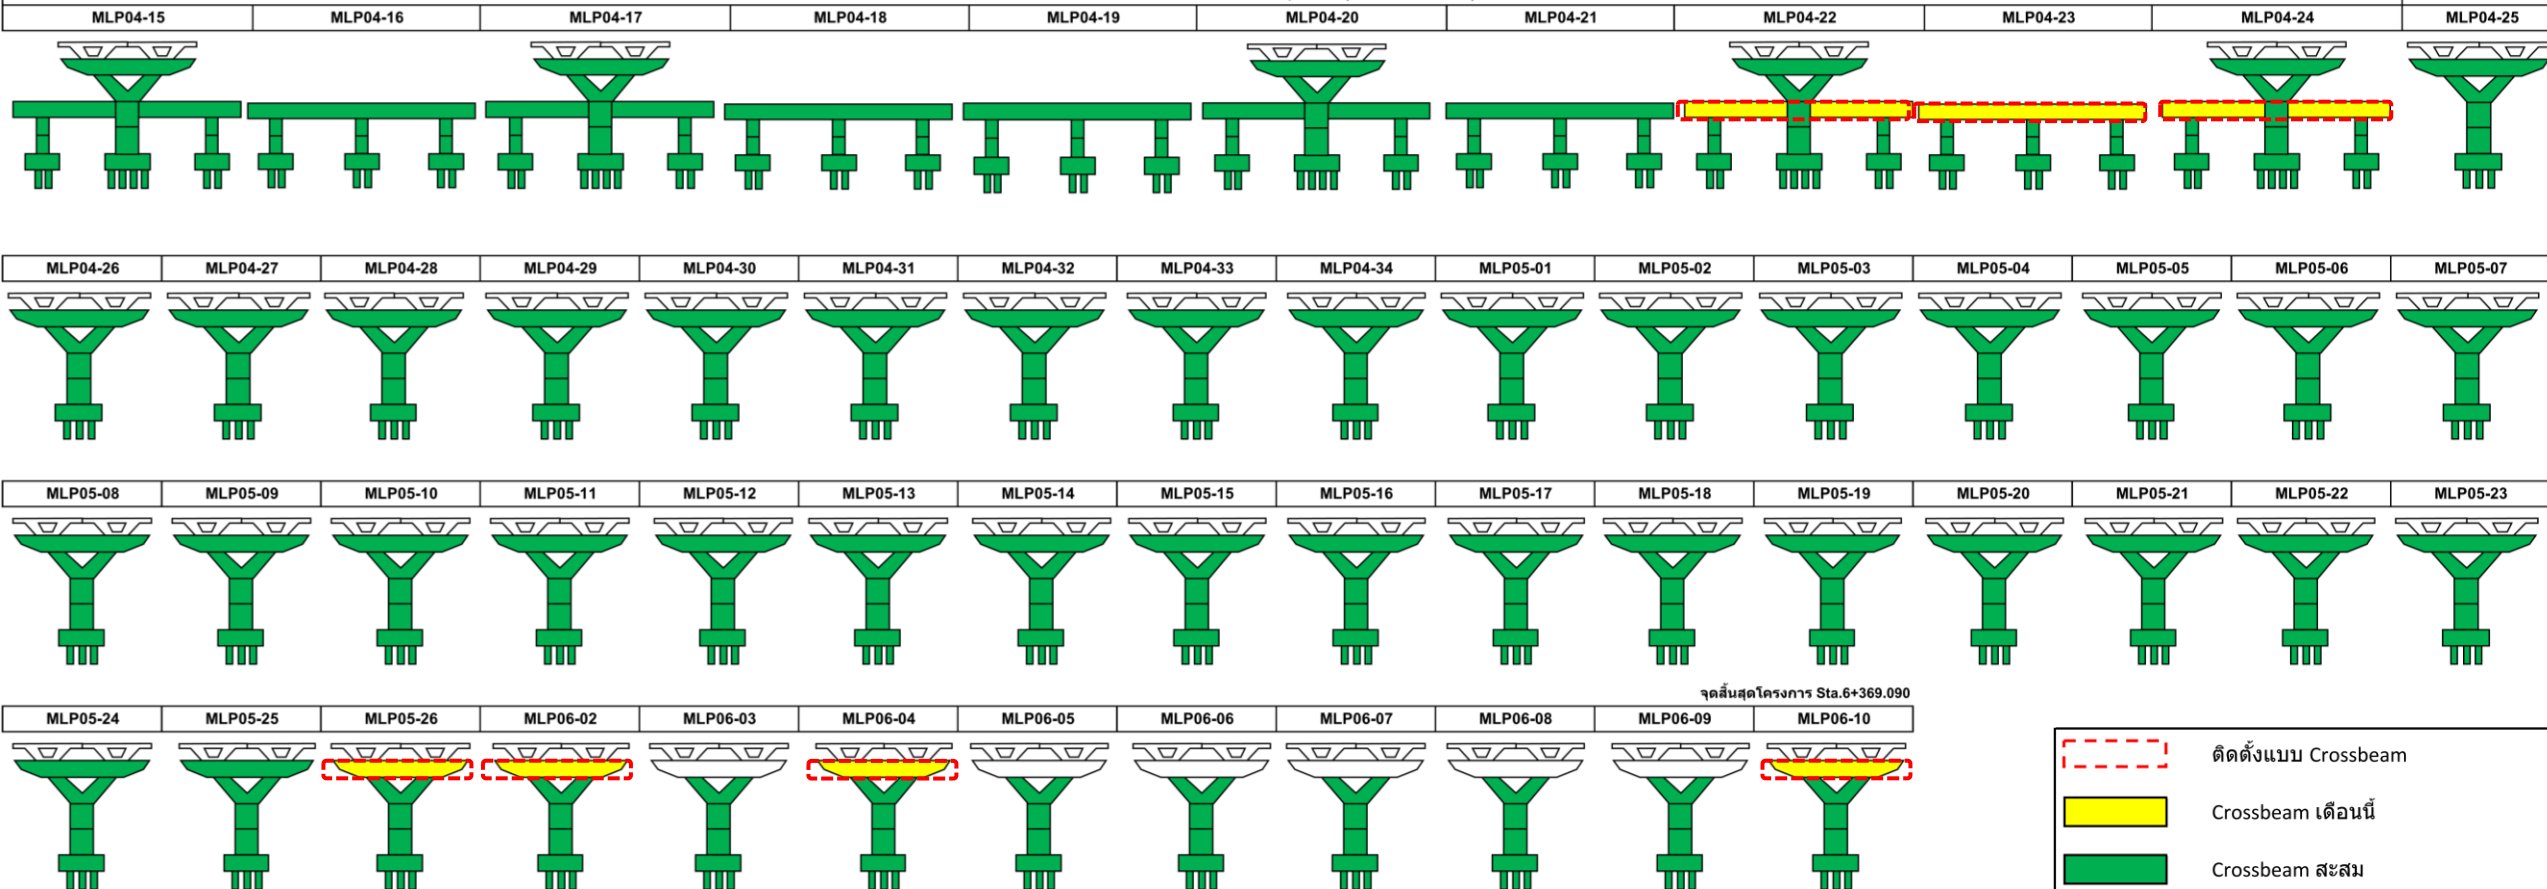 MLP04-15 MLP04-16 MLP04-17 MLP04-18 MLP04-19 MLP04-20 MLP04-21 MLP04-22 MLP04-23 MLP04-24 MLP04-25
MLP04-26 MLP04-27 MLP04-28 MLP04-29 MLP04-30 MLP04-31 MLP04-32 MLP04-33 MLP04-34 MLP05-01 MLP05-02 MLP05-03 MLP05-04 MLP05-05 MLP05-06 MLP05-07
MLP05-08 MLP05-09 MLP05-10 MLP05-11 MLP05-12 MLP05-13 MLP05-14 MLP05-15 MLP05-16 MLP05-17 MLP05-18 MLP05-19 MLP05-20 MLP05-21 MLP05-22 MLP05-23
จุดสิ้นสุดโครงการ Sta.6+369.090
MLP05-24 MLP05-25 MLP05-26 MLP06-02 MLP06-03 MLP06-04 MLP06-05 MLP06-06 MLP06-07 MLP06-08 MLP06-09 MLP06-10
ติดตั้งแบบ Crossbeam
Crossbeam เดือนนี้
Crossbeam สะสม